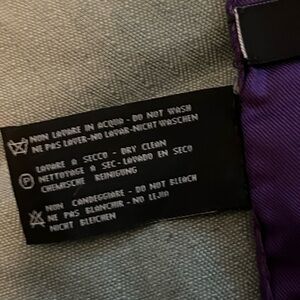 NON LAVARE IN ACQUA - DO NOT WASH
NE PAS LAVER-NO LAVAR-NICHT WASCHEN
LAVARE A SECCO - DRY CLEAN
NETTOYAGE A SEC-LAVADO EN SECO
CHEMISCHE REINIGUNG
NON CANDEGGIARE - DO NOT BLEACH
NE PAS BLANCHIR - NO LEJIA
NICHT BLEICHEN